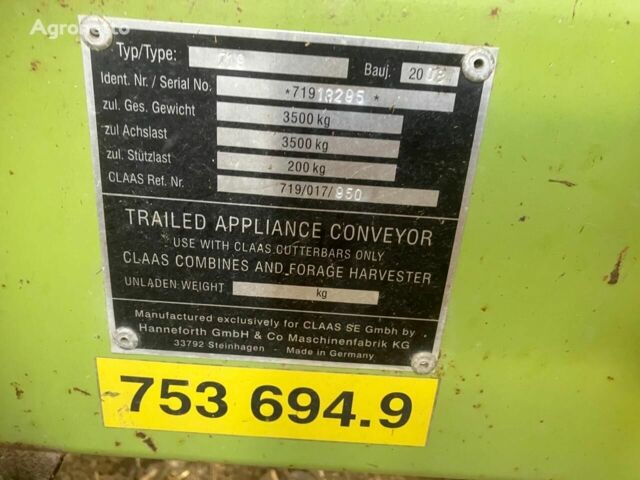 Agroline
Typ/Type: 719 Bauj. 20
Ident. Nr / Serial No. *71913295*
zul. Ges. Gewicht 3500 kg
zul Achslast 3500 kg
zul. Stützlast 200 kg
CLAAS Ref. Nr. 719/017/950
TRAILED APPLIANCE CONVEYOR
USE WITH CLAAS CUTTERBARS ONLY
CLAAS COMBINES AND FORAGE HARVESTER
UNLADEN WEIGHT kg
Manufactured exclusively for CLAAS SE Gmbh by
Hanneforth GmbH & Co Maschinenfabrik KG
33792 Steinhagen - Made in Germany
753 694.9